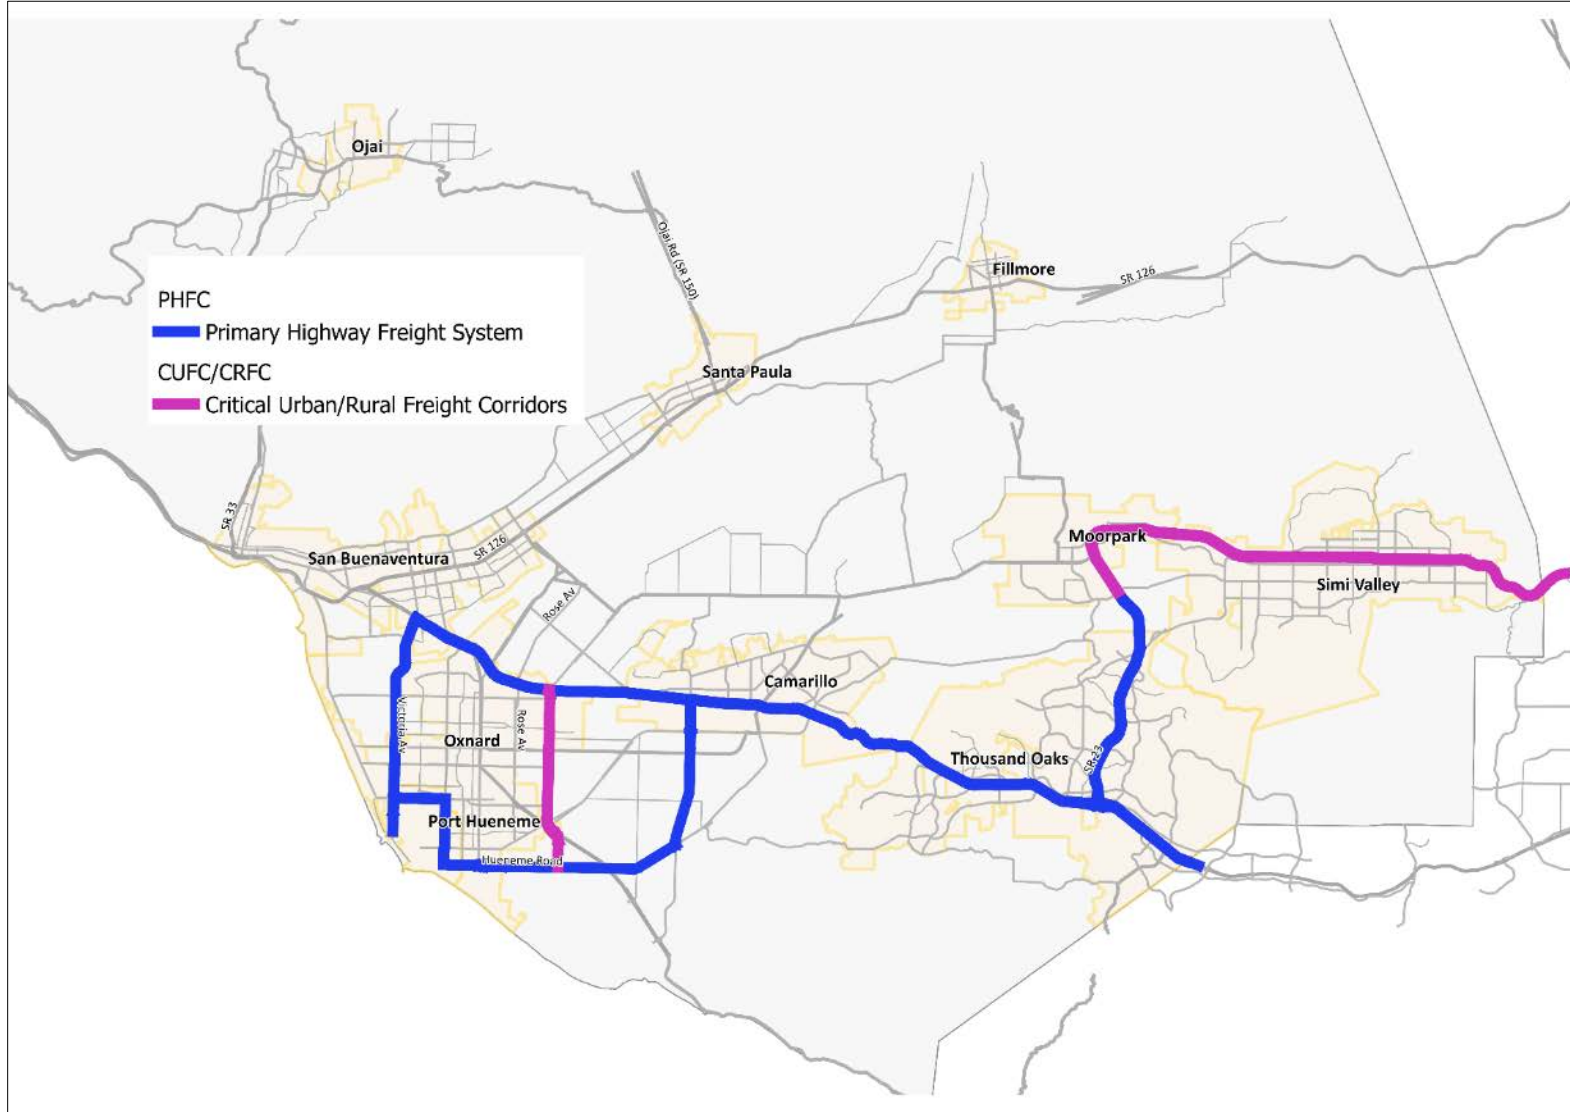 Ojai
Ojai Rd (SR 150)
Fillmore
SR 126
PHFC
Primary Highway Freight System
CUFC/CRFC
Critical Urban/Rural Freight Corridors
Santa Paula
SR 33
San Buenaventura
SR 126
Moorpark
Simi Valley
Rose Av
Camarillo
Victoria Av
Rose Av
Oxnard
Thousand Oaks
SR 23
Port Hueneme
Hueneme Road